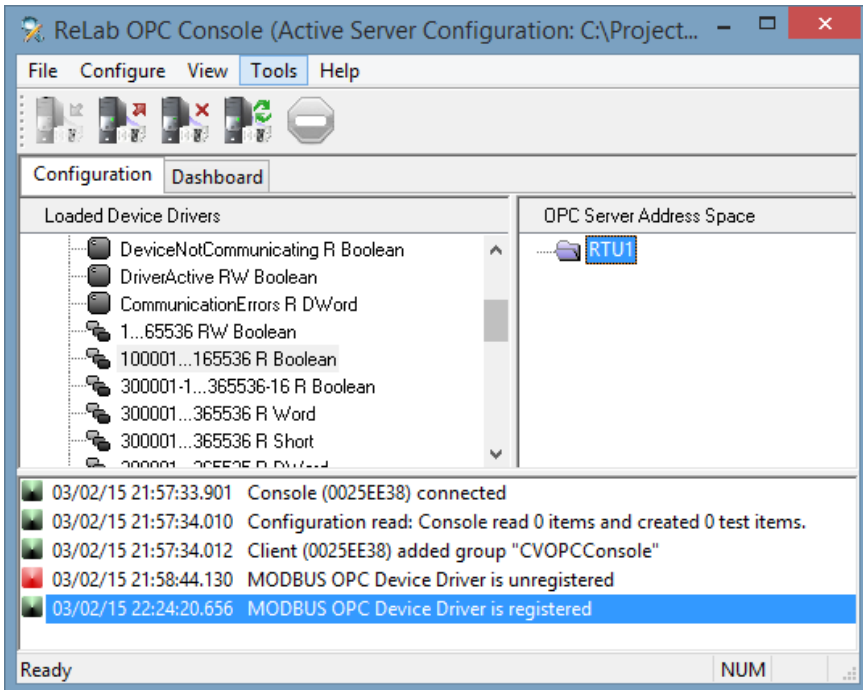 ReLab OPC Console (Active Server Configuration: C:\Project...
File Configure View Tools Help
Configuration Dashboard
Loaded Device Drivers
DeviceNotCommunicating R Boolean
DriverActive RW Boolean
CommunicationErrors R DWord
1...65536 RW Boolean
100001...165536 R Boolean
300001-1...365536-16 R Boolean
300001...365536 R Word
300001...365536 R Short
OPC Server Address Space
RTU1
03/02/15 21:57:33.901 Console (0025EE38) connected
03/02/15 21:57:34.010 Configuration read: Console read 0 items and created 0 test items.
03/02/15 21:57:34.012 Client (0025EE38) added group "CVOPCConsole"
03/02/15 21:58:44.130 MODBUS OPC Device Driver is unregistered
03/02/15 22:24:20.656 MODBUS OPC Device Driver is registered
Ready NUM